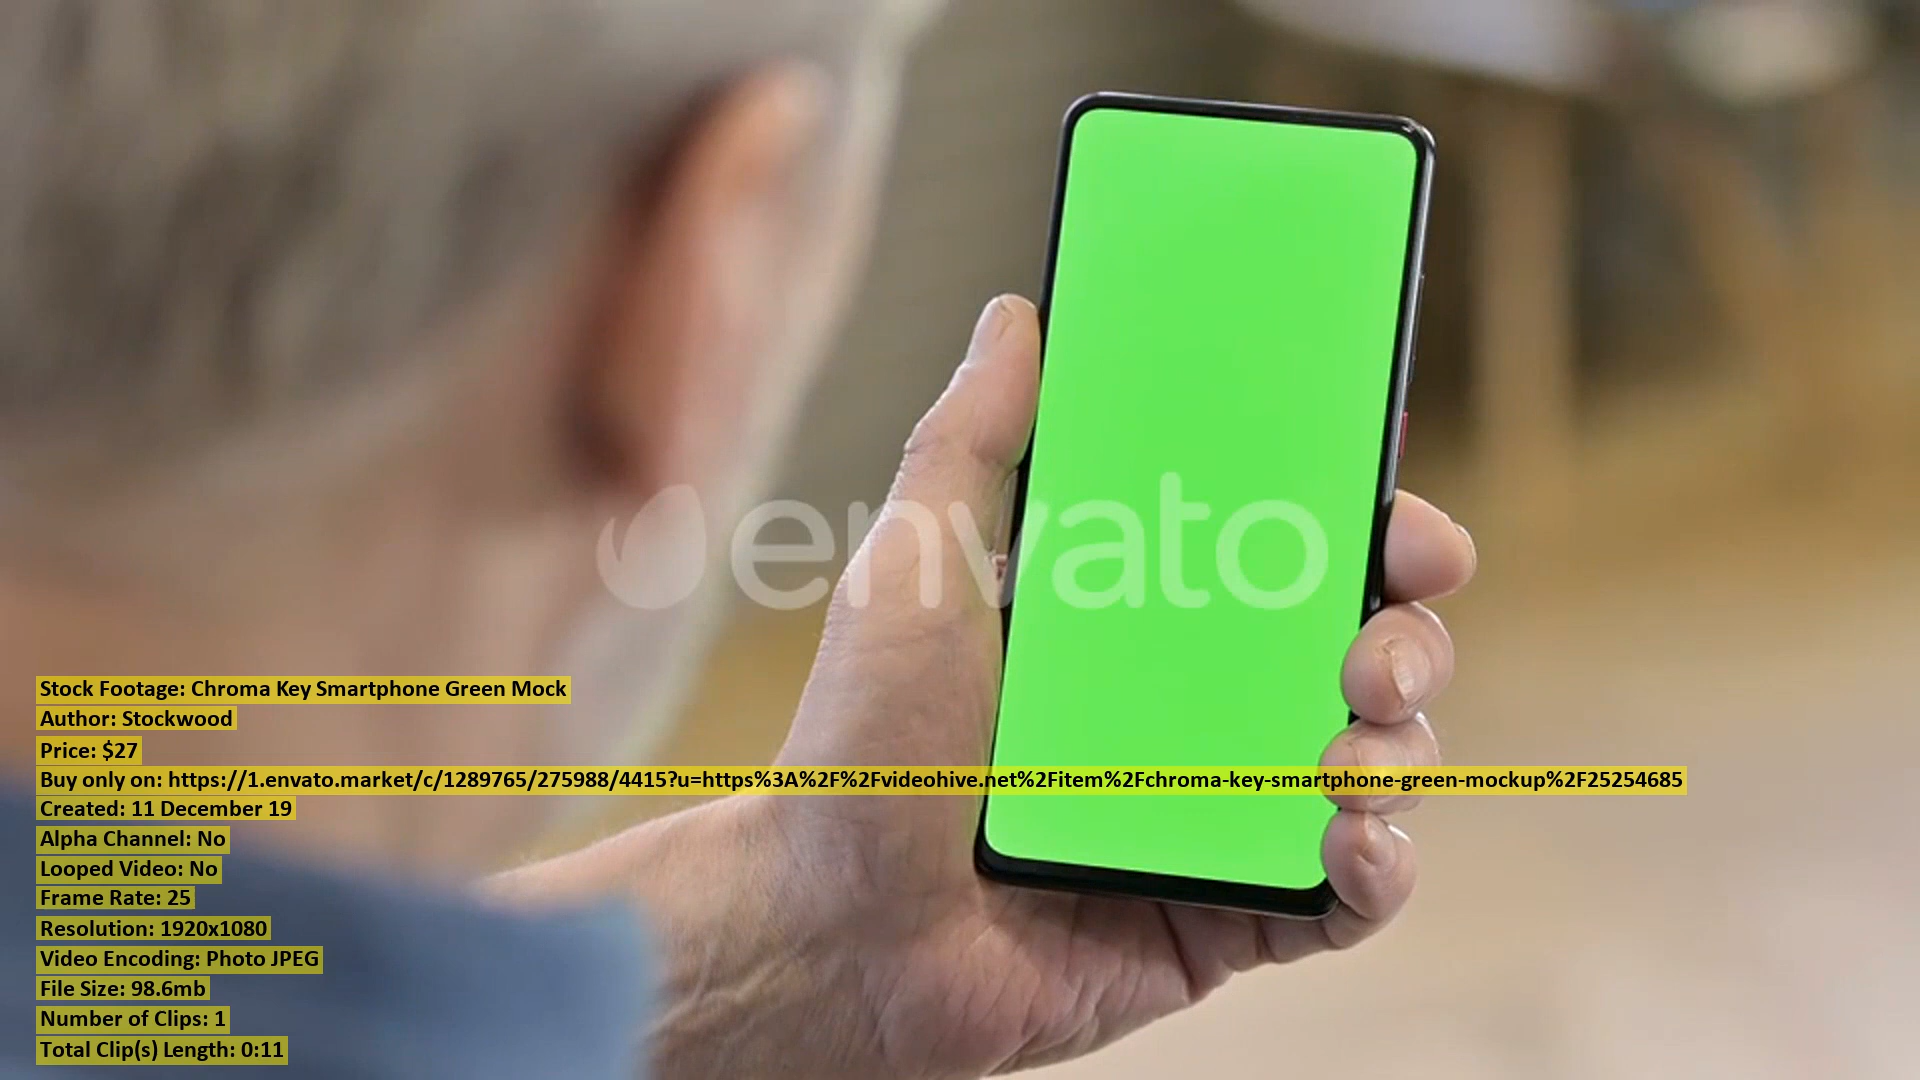 envato
Stock Footage: Chroma Key Smartphone Green Mock
Author: Stockwood
Price: $27
Buy only on: https://1.envato.market/c/1289765/275988/4415?u=https%3A%2F%2Fvideohive.net%2Fitem%2Fchroma-key-smartphone-green-mockup%2F25254685
Created: 11 December 19
Alpha Channel: No
Looped Video: No
Frame Rate: 25
Resolution: 1920x1080
Video Encoding: Photo JPEG
File Size: 98.6mb
Number of Clips: 1
Total Clip(s) Length: 0:11